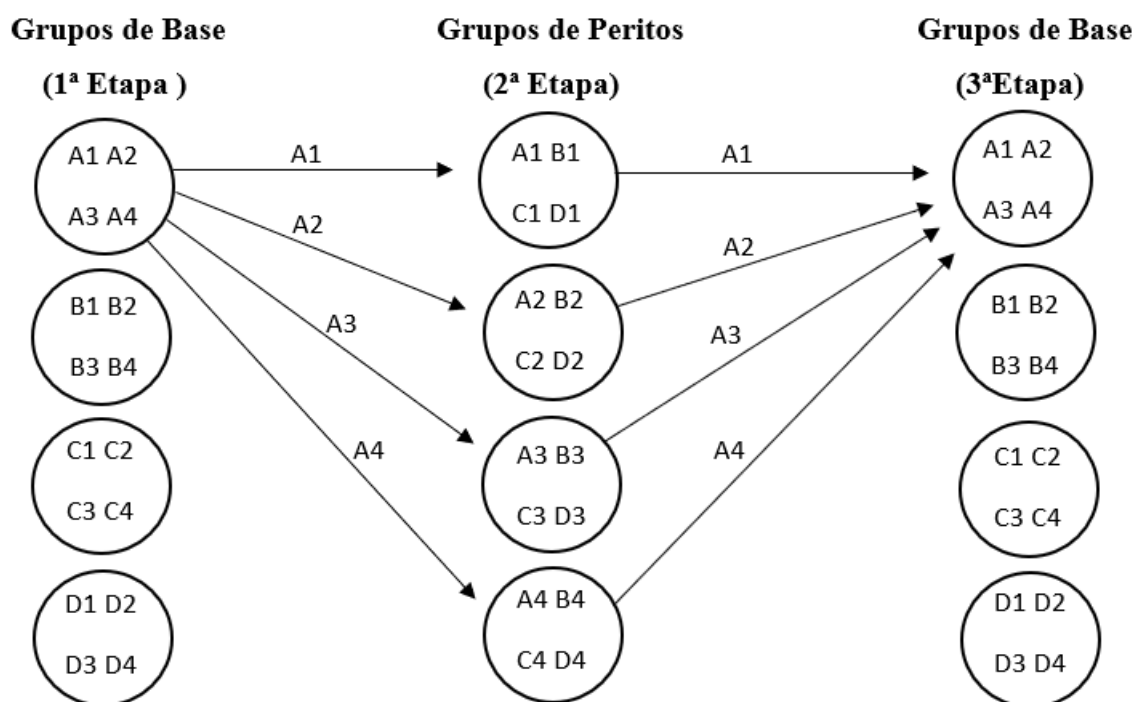 Grupos de Base
(1ª Etapa )
Grupos de Peritos
(2ª Etapa)
Grupos de Base
(3ªEtapa)
A1 A2
A3 A4
B1 B2
B3 B4
C1 C2
C3 C4
D1 D2
D3 D4
A1
A2
A3
A4
A1 B1
C1 D1
A2 B2
C2 D2
A3 B3
C3 D3
A4 B4
C4 D4
A1
A2
A3
A4
A1 A2
A3 A4
B1 B2
B3 B4
C1 C2
C3 C4
D1 D2
D3 D4